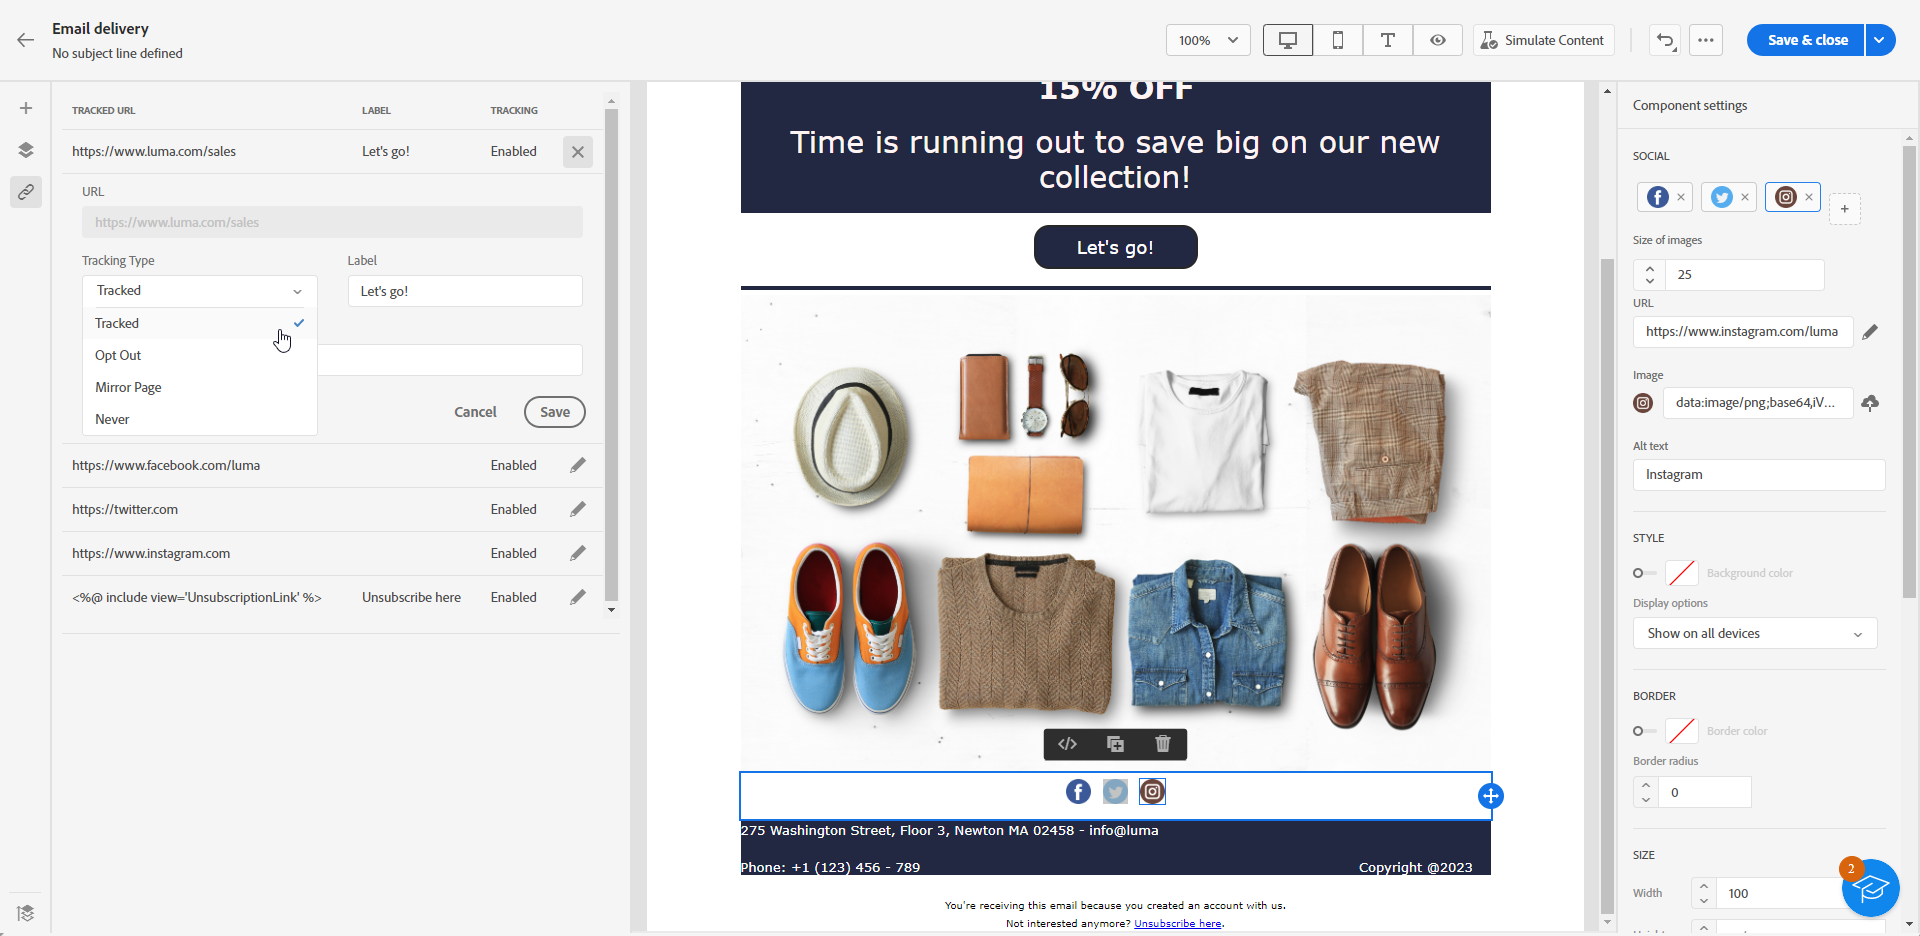 Email delivery
No subject line defined
100%
Simulate Content
Save & close
TRACKED URL LABEL TRACKING
https://www.luma.com/sales Let's go! Enabled
URL
https://www.luma.com/sales
Tracking Type Label
Tracked Let's go!
Tracked
Opt Out
Mirror Page
Never
Cancel Save
https://www.facebook.com/luma Enabled
https://twitter.com Enabled
https://www.instagram.com Enabled
<%@ include view='UnsubscriptionLink' %> Unsubscribe here Enabled
15% OFF
Time is running out to save big on our new
collection!
Let's go!
275 Washington Street, Floor 3, Newton MA 02458 - info@luma
Phone: +1 (123) 456 - 789 Copyright @2023
You're receiving this email because you created an account with us.
Not interested anymore? Unsubscribe here.
Component settings
SOCIAL
Size of images
25
URL
https://www.instagram.com/luma
Image
data:image/png;base64,iV...
Alt text
Instagram
STYLE
Background color
Display options
Show on all devices
BORDER
Border color
Border radius
0
SIZE
2
Width 100